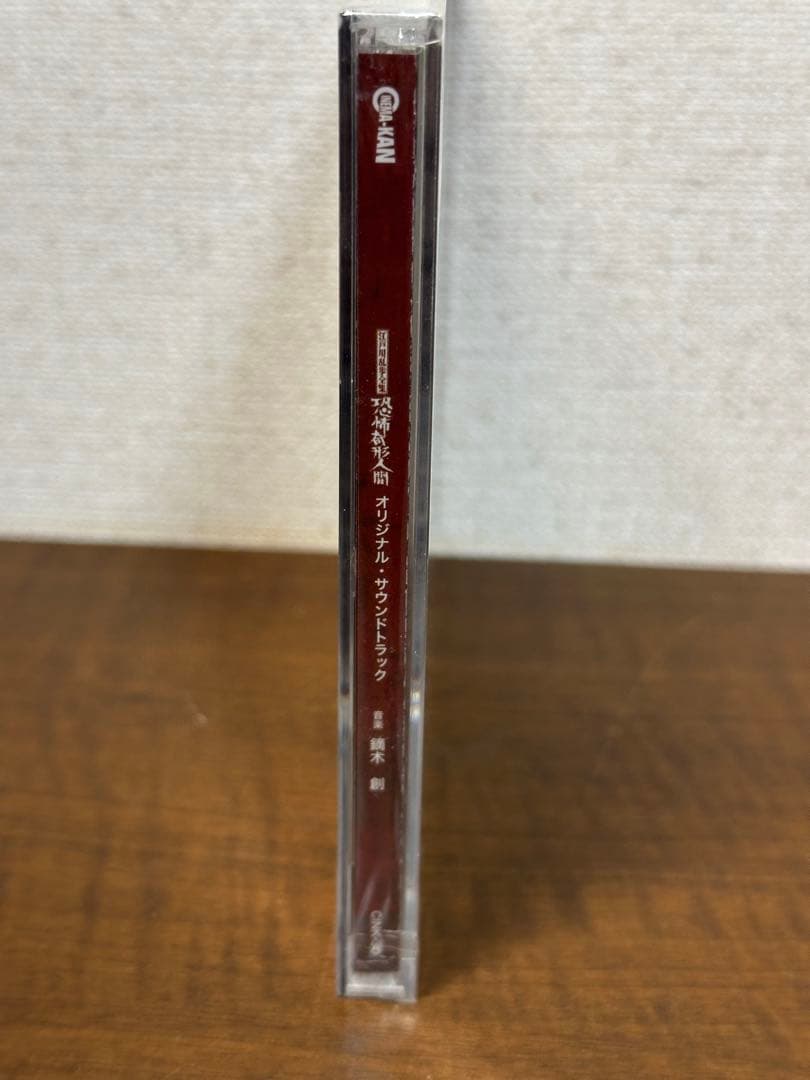 CINEMA-KAN
江戸川乱歩全集
恐怖奇形人間
オリジナル・サウンドトラック
音楽 鏑木 創